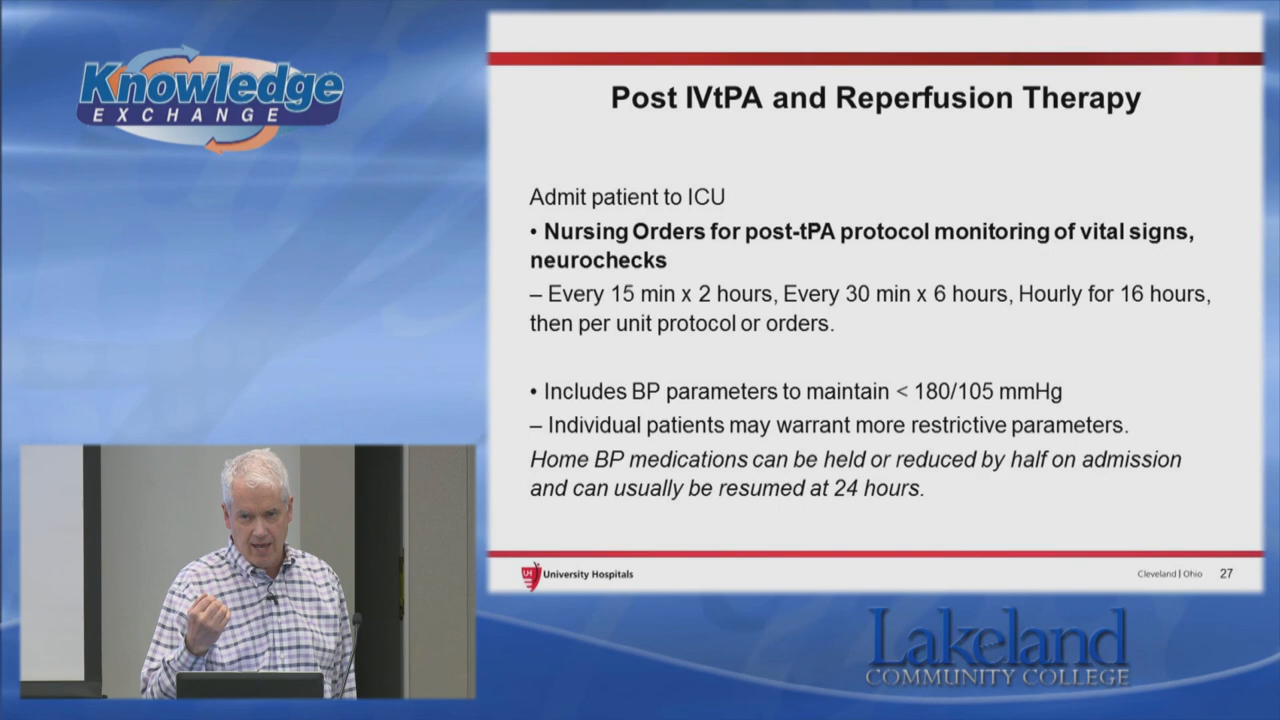 Knowledge
EXCHANGE
Post IVtPA and Reperfusion Therapy
Admit patient to ICU
• Nursing Orders for post-tPA protocol monitoring of vital signs,
neurochecks
– Every 15 min x 2 hours, Every 30 min x 6 hours, Hourly for 16 hours,
then per unit protocol or orders.
• Includes BP parameters to maintain < 180/105 mmHg
– Individual patients may warrant more restrictive parameters.
Home BP medications can be held or reduced by half on admission
and can usually be resumed at 24 hours.
UH University Hospitals
Cleveland | Ohio 27
Lakeland
COMMUNITY COLLEGE